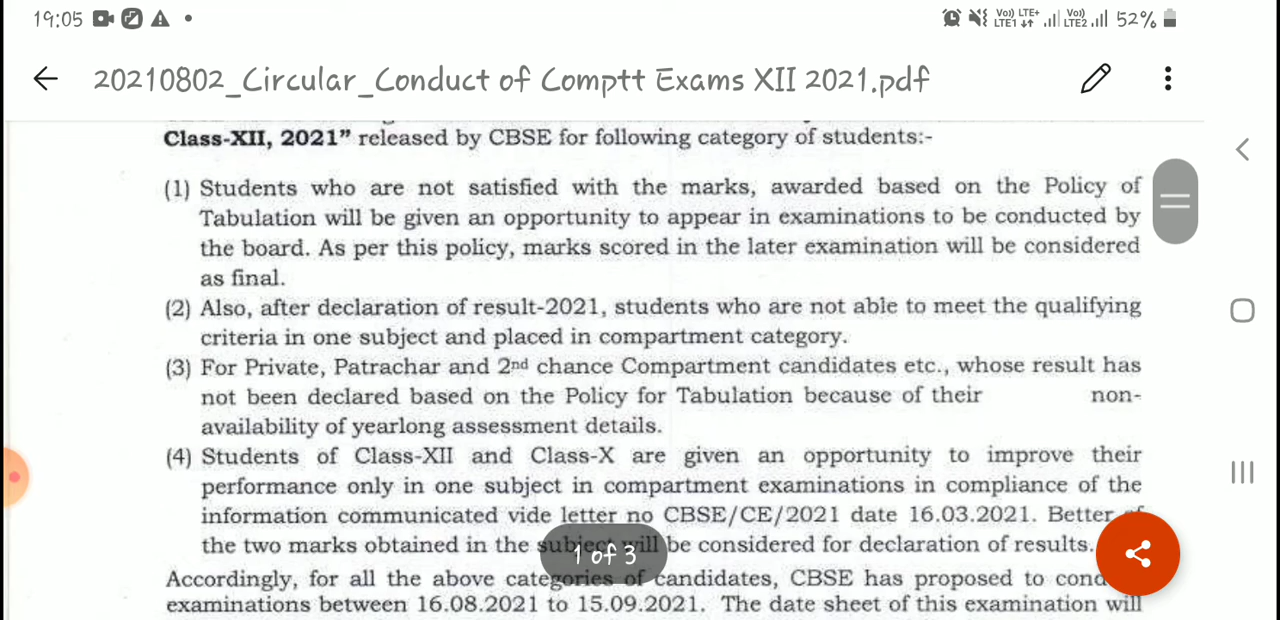 19:05
Vo)) LTE+ Vo))
LTE1 LTE2 52%
20210802_Circular_Conduct of Comptt Exams XII 2021.pdf
Class-XII, 2021” released by CBSE for following category of students:-
(1) Students who are not satisfied with the marks, awarded based on the Policy of
Tabulation will be given an opportunity to appear in examinations to be conducted by
the board. As per this policy, marks scored in the later examination will be considered
as final.
(2) Also, after declaration of result-2021, students who are not able to meet the qualifying
criteria in one subject and placed in compartment category.
(3) For Private, Patrachar and 2nd chance Compartment candidates etc., whose result has
not been declared based on the Policy for Tabulation because of their non-
availability of yearlong assessment details.
(4) Students of Class-XII and Class-X are given an opportunity to improve their
performance only in one subject in compartment examinations in compliance of the
information communicated vide letter no CBSE/CE/2021 date 16.03.2021. Better of
the two marks obtained in the subject will be considered for declaration of results.
1 of 3
Accordingly, for all the above categories of candidates, CBSE has proposed to
examinations between 16.08.2021 to 15.09.2021. The date sheet of this examination will